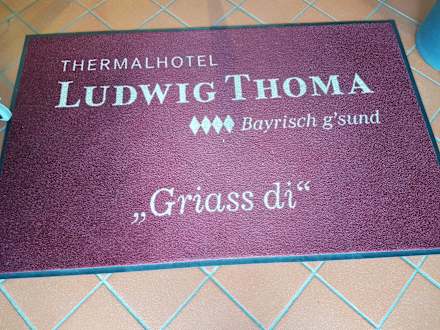 THERMALHOTEL
LUDWIG THOMA
Bayrisch g'sund
„Griass di“